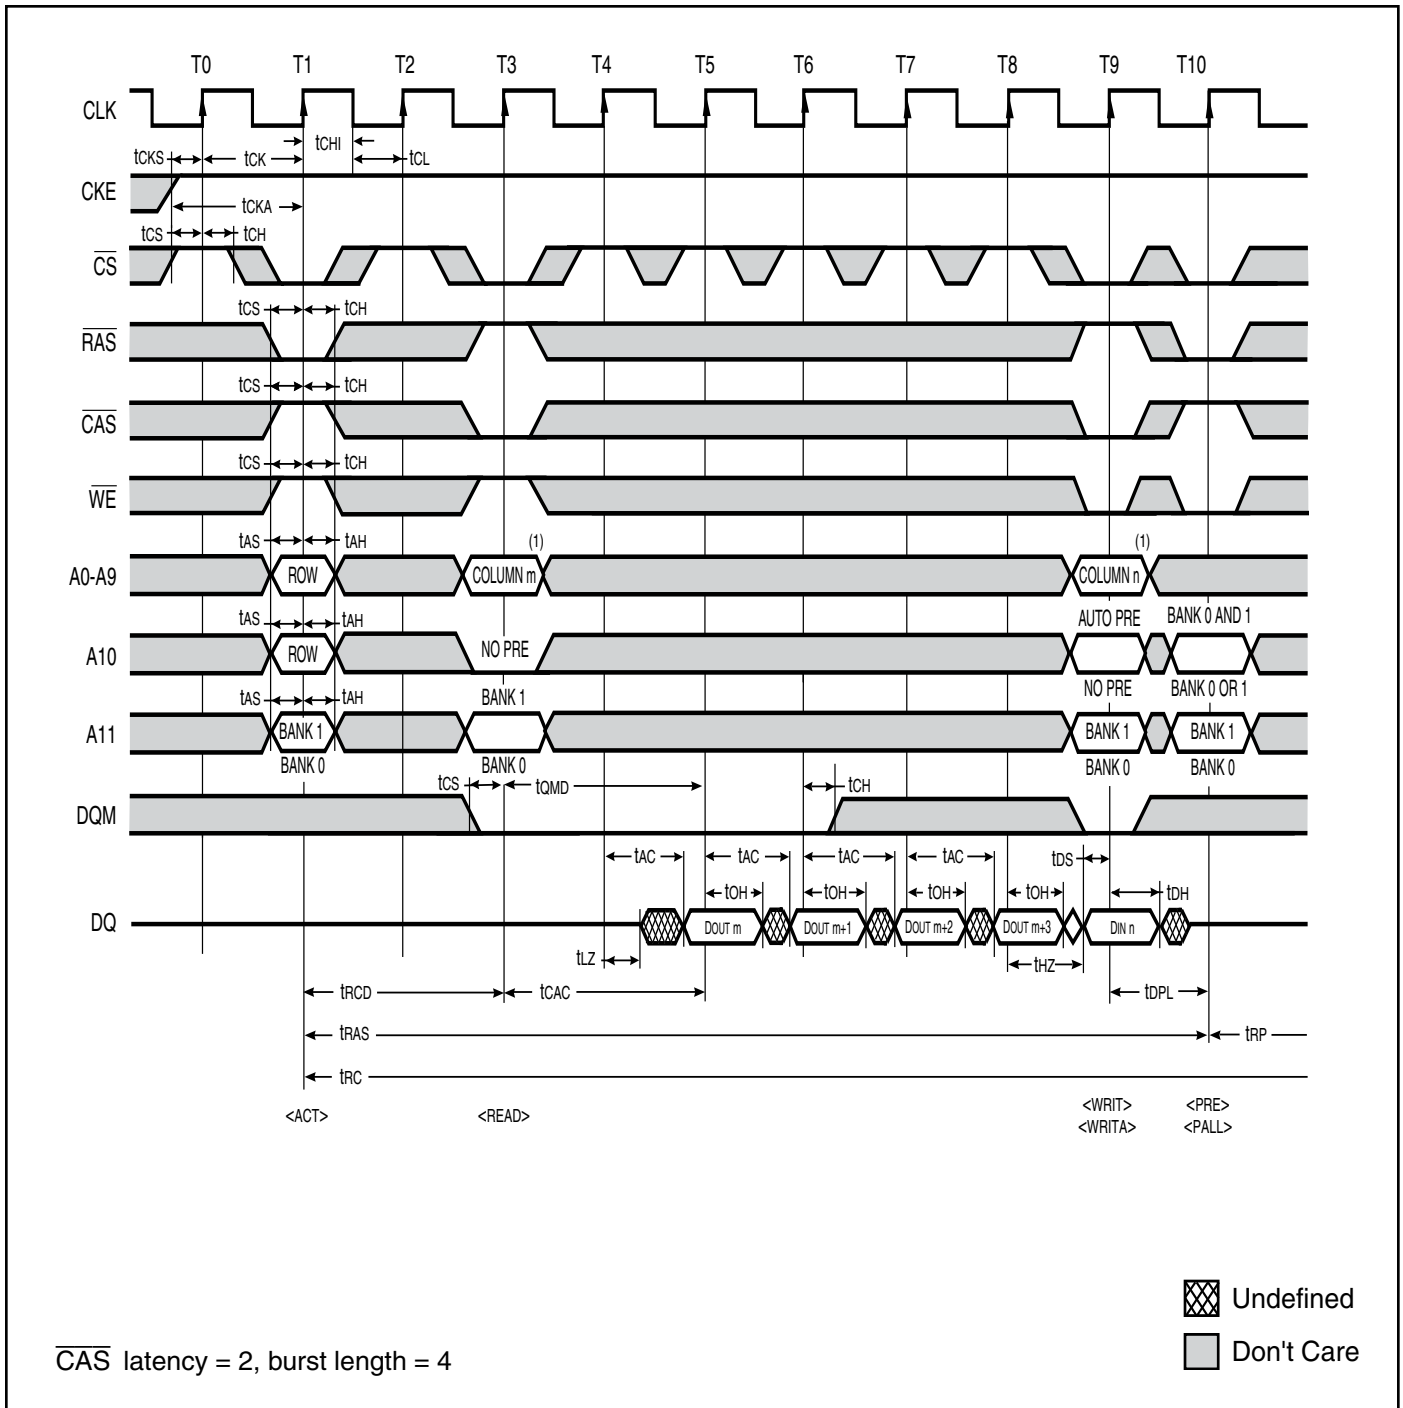 T0 T1 T2 T3 T4 T5 T6 T7 T8 T9 T10
CLK
tCHI
tCKS tCK tCL
CKE
tCKA
tCS tCH
CS
tCS tCH
RAS
tCS tCH
CAS
tCS tCH
WE
tAS tAH (1) (1)
A0-A9 ROW COLUMN m COLUMN n
tAS tAH AUTO PRE BANK 0 AND 1
A10 ROW NO PRE
tAS tAH BANK 1 NO PRE BANK 0 OR 1
A11 BANK 1 BANK 1 BANK 1
BANK 0 BANK 0 BANK 0 BANK 0
tCS tQMD tCH
DQM
tAC tAC tAC tAC tDS
tOH tOH tOH tOH tDH
DQ DOUT m DOUT m+1 DOUT m+2 DOUT m+3 DIN n
tLZ tHZ
tRCD tCAC tDPL
tRAS tRP
tRC
<ACT> <READ> <WRIT> <PRE>
<WRITA> <PALL>
Undefined
Don't Care
CAS latency = 2, burst length = 4